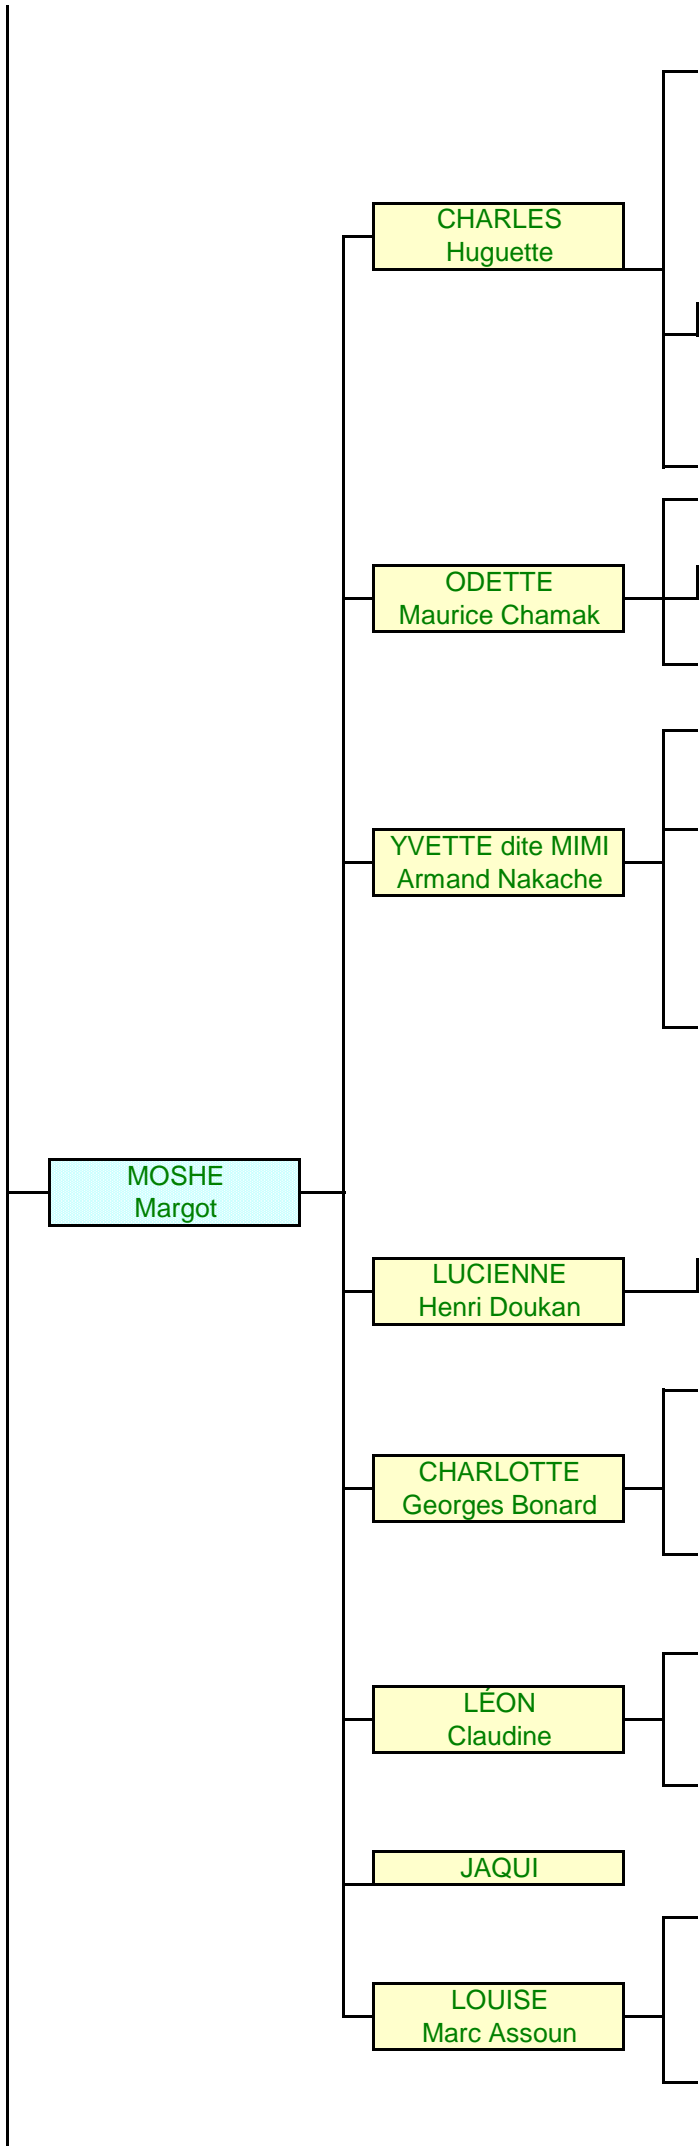 CHARLES
Huguette
ODETTE
Maurice Chamak
YVETTE dite MIMI
Armand Nakache
MOSHE
Margot
LUCIENNE
Henri Doukan
CHARLOTTE
Georges Bonard
LÉON
Claudine
JAQUI
LOUISE
Marc Assoun